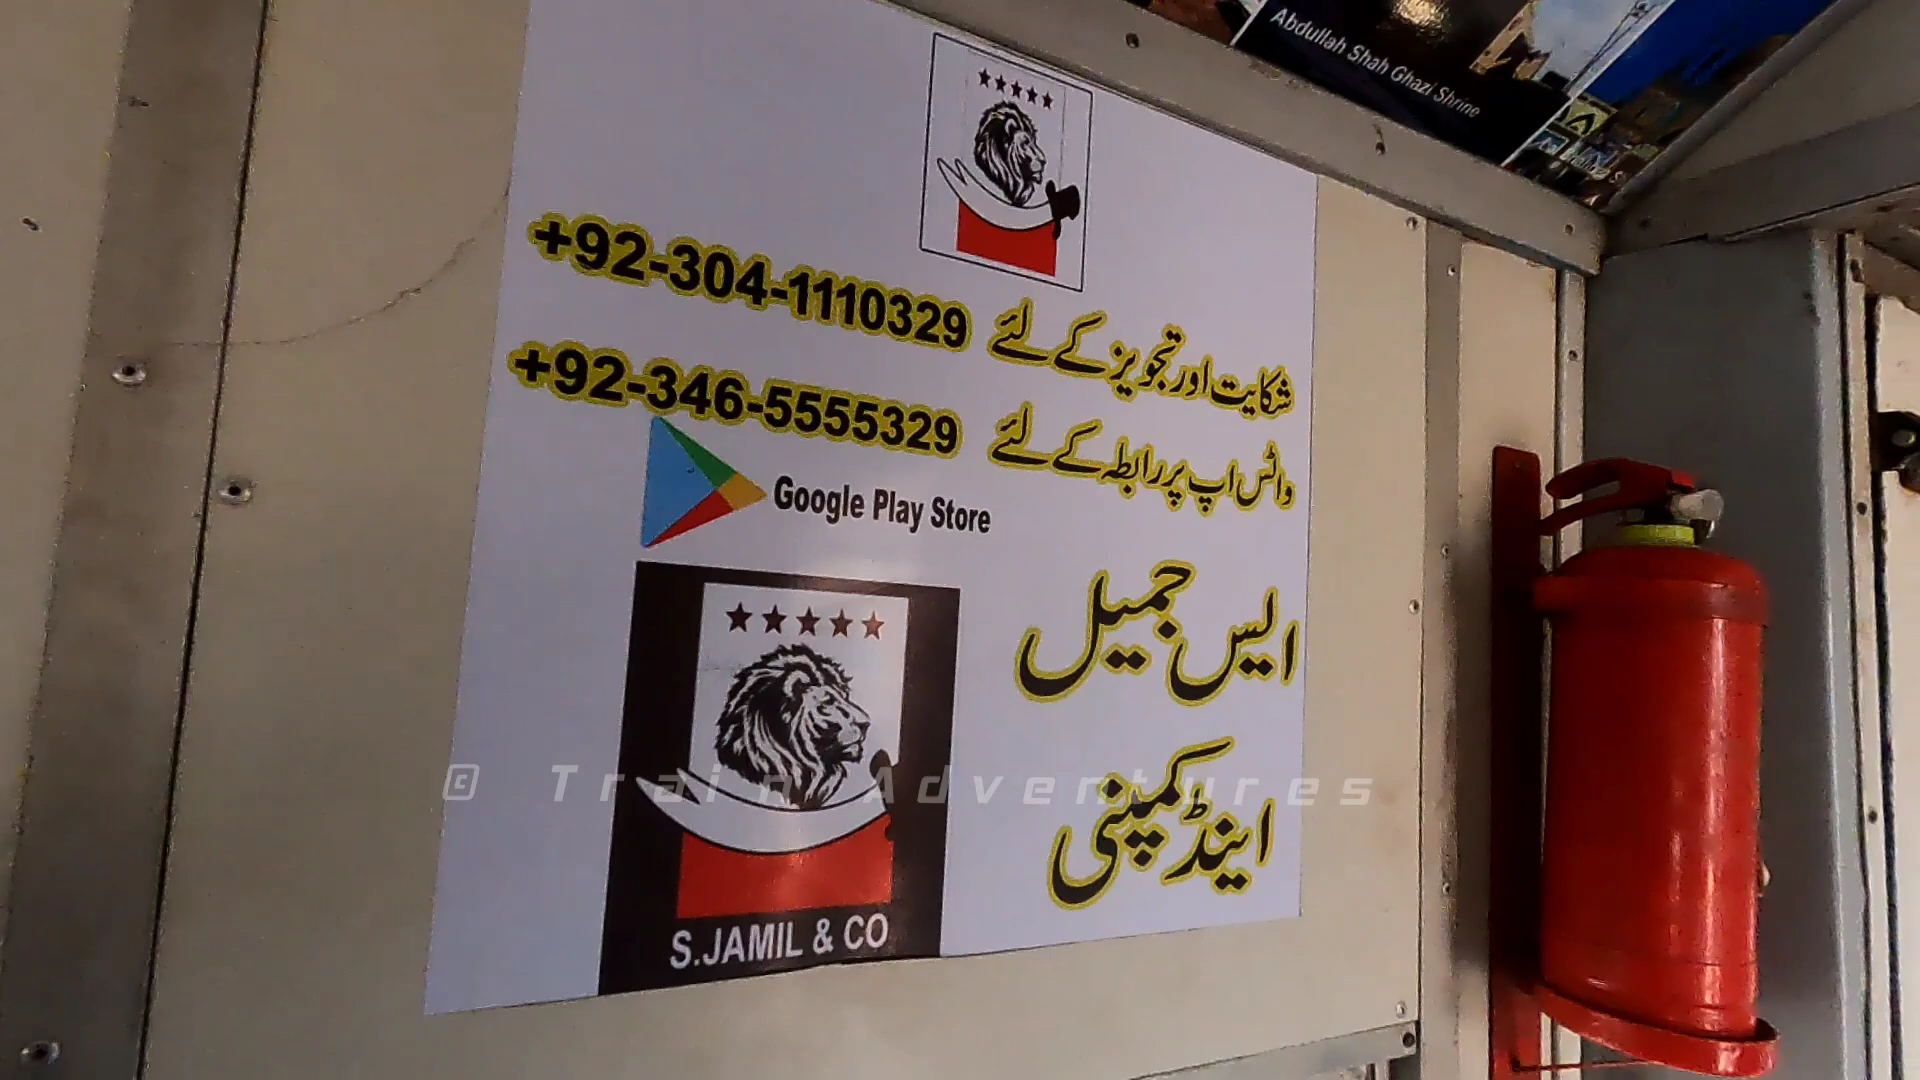 Abdullah Shah Ghazi Shrine
+92-304-1110329 شکایت اور تجویز کے لئے
+92-346-5555329 واٹس اپ پر رابطہ کے لئے
Google Play Store
ایس جمیل
اینڈ کمپنی
S.JAMIL & CO
© Train Adventures